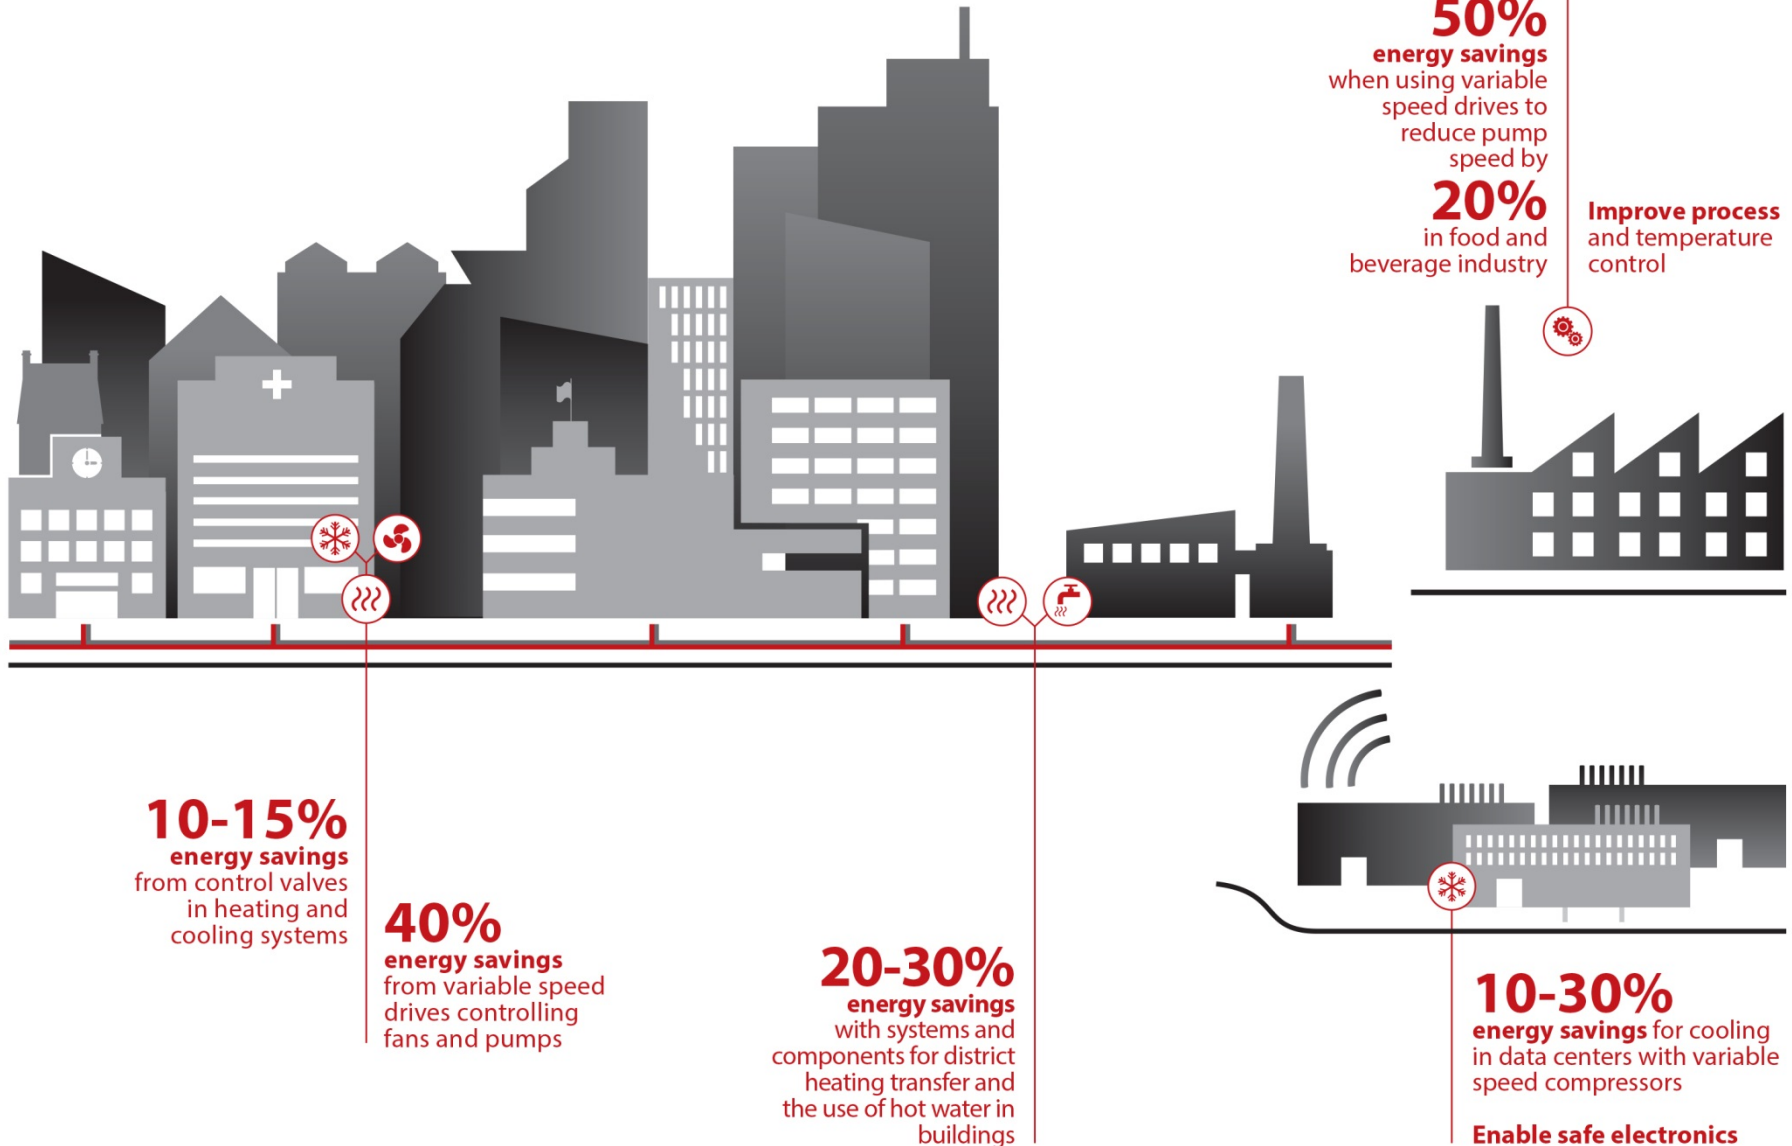 50%
energy savings
when using variable
speed drives to
reduce pump
speed by
20%
in food and
beverage industry
Improve process
and temperature
control
10-15%
energy savings
from control valves
in heating and
cooling systems
40%
energy savings
from variable speed
drives controlling
fans and pumps
20-30%
energy savings
with systems and
components for district
heating transfer and
the use of hot water in
buildings
10-30%
energy savings for cooling
in data centers with variable
speed compressors
Enable safe electronics